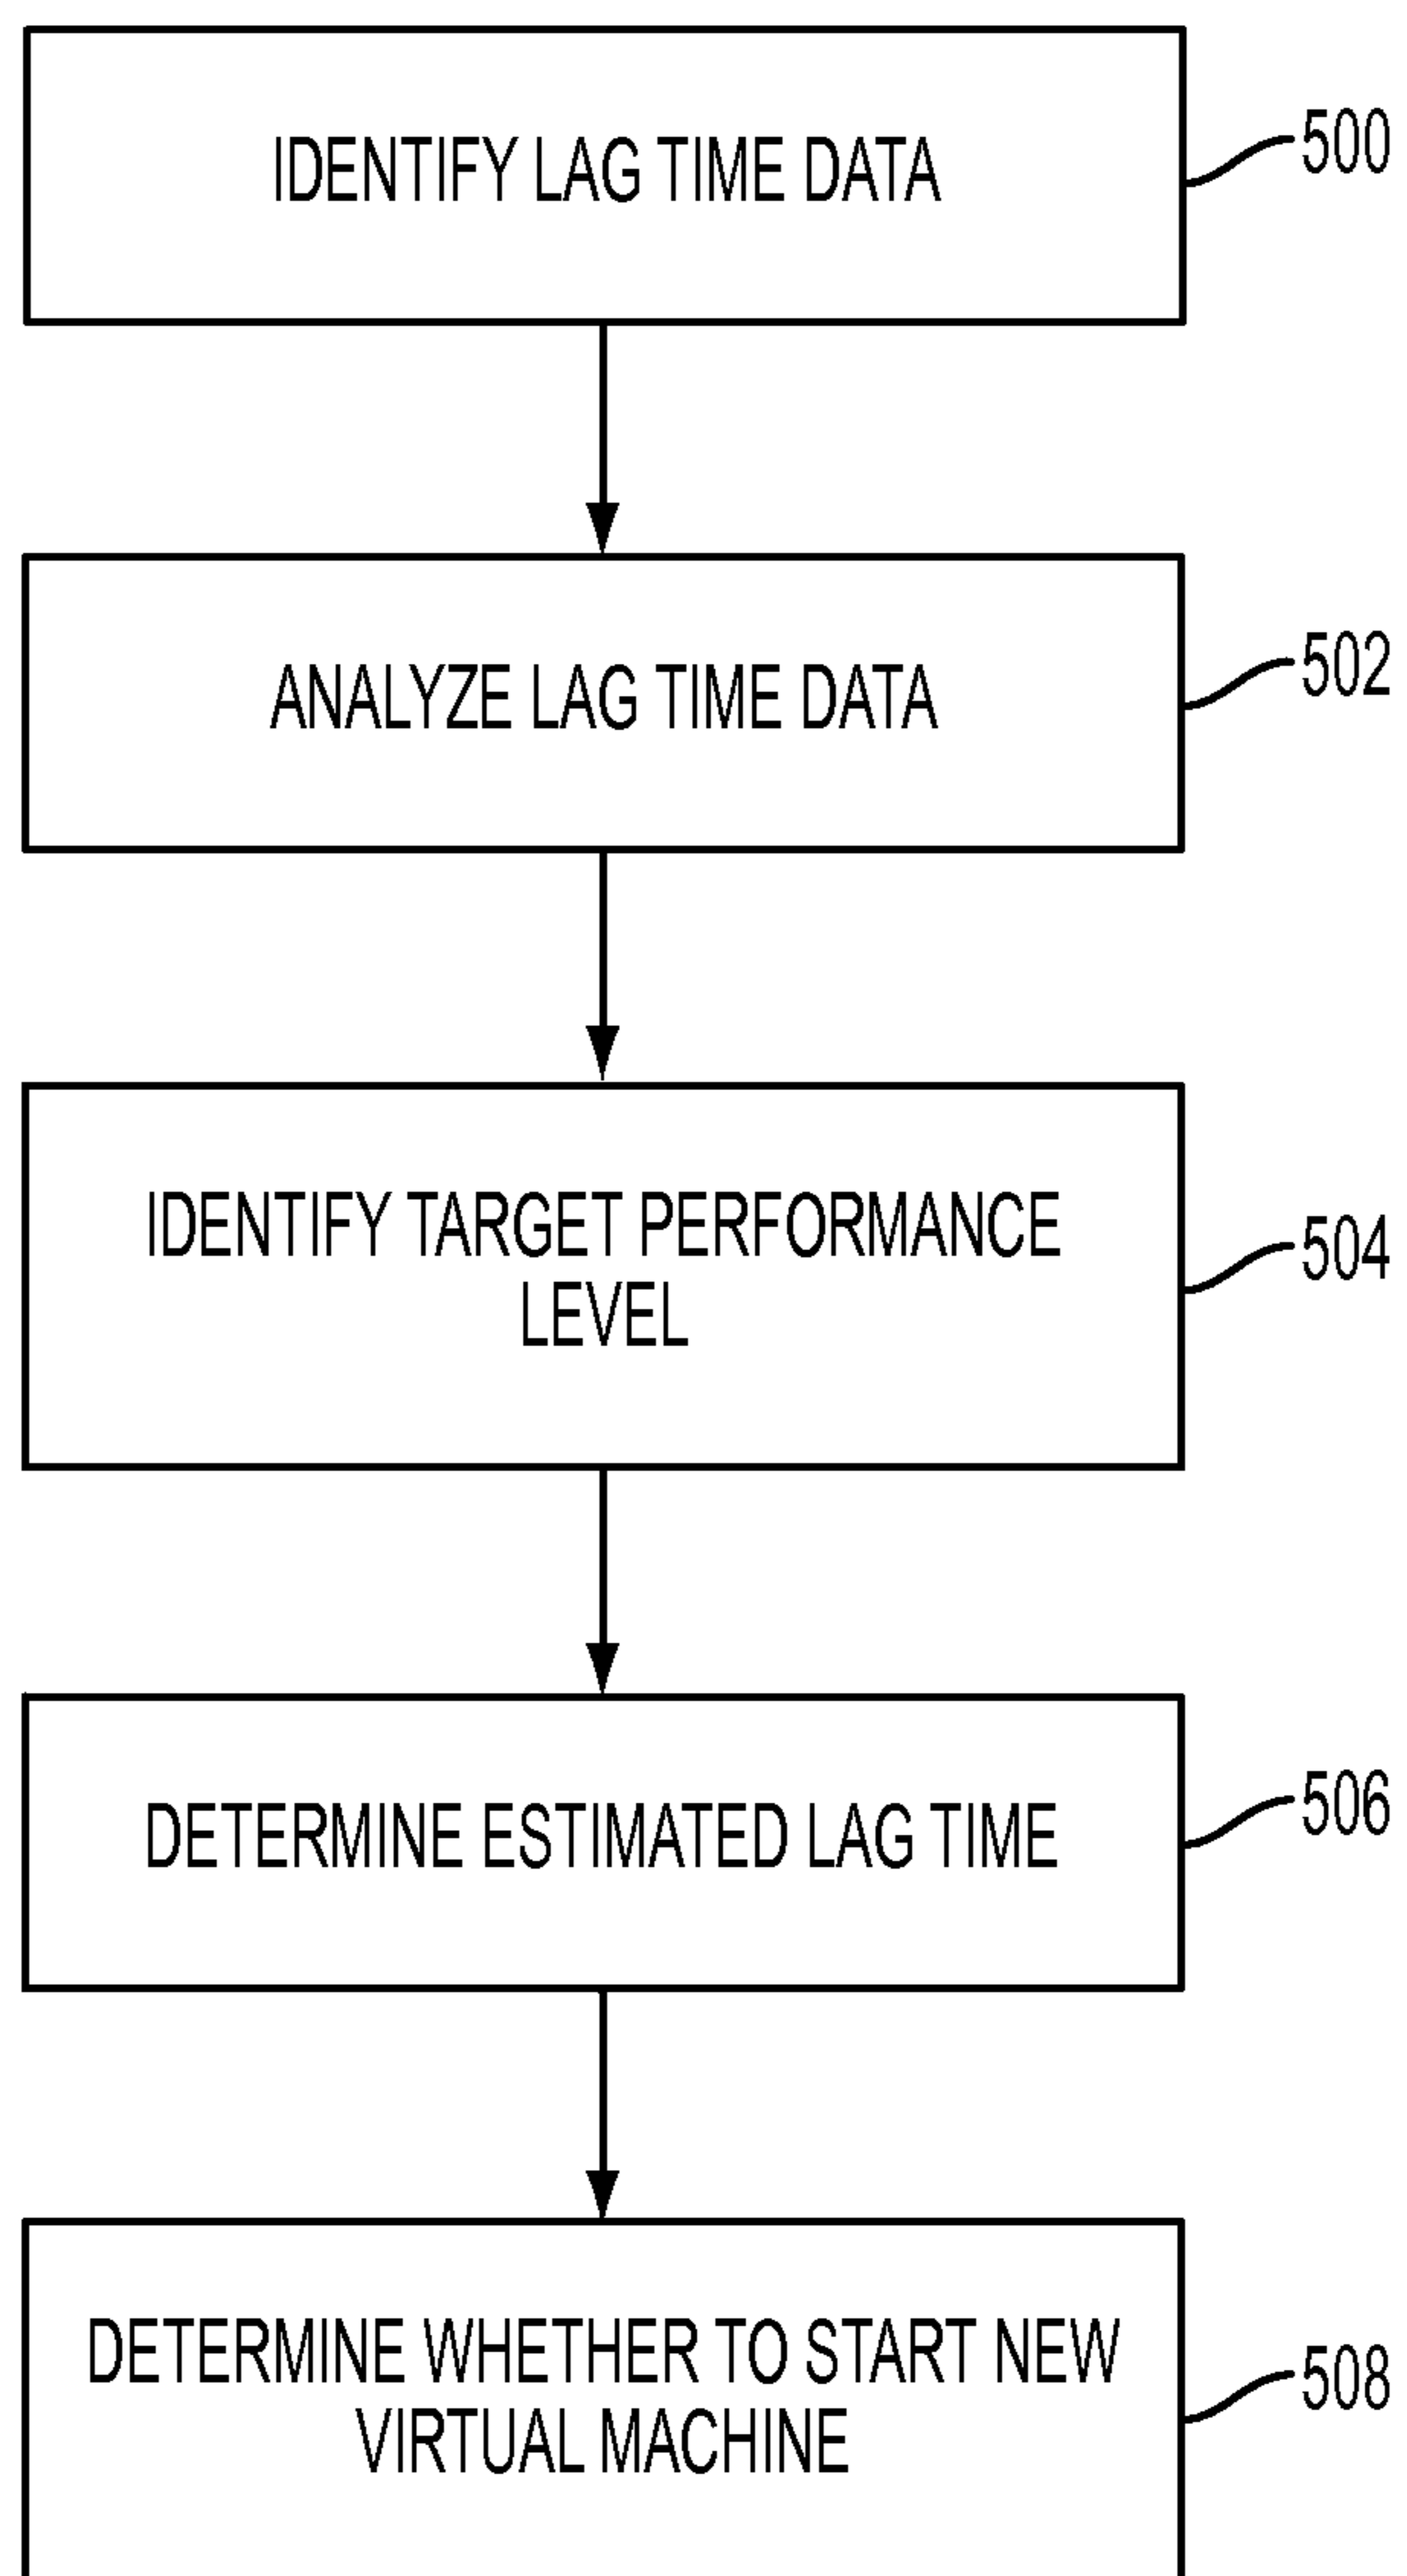 IDENTIFY LAG TIME DATA
500
ANALYZE LAG TIME DATA
502
IDENTIFY TARGET PERFORMANCE
LEVEL
504
DETERMINE ESTIMATED LAG TIME
506
DETERMINE WHETHER TO START NEW
VIRTUAL MACHINE
508